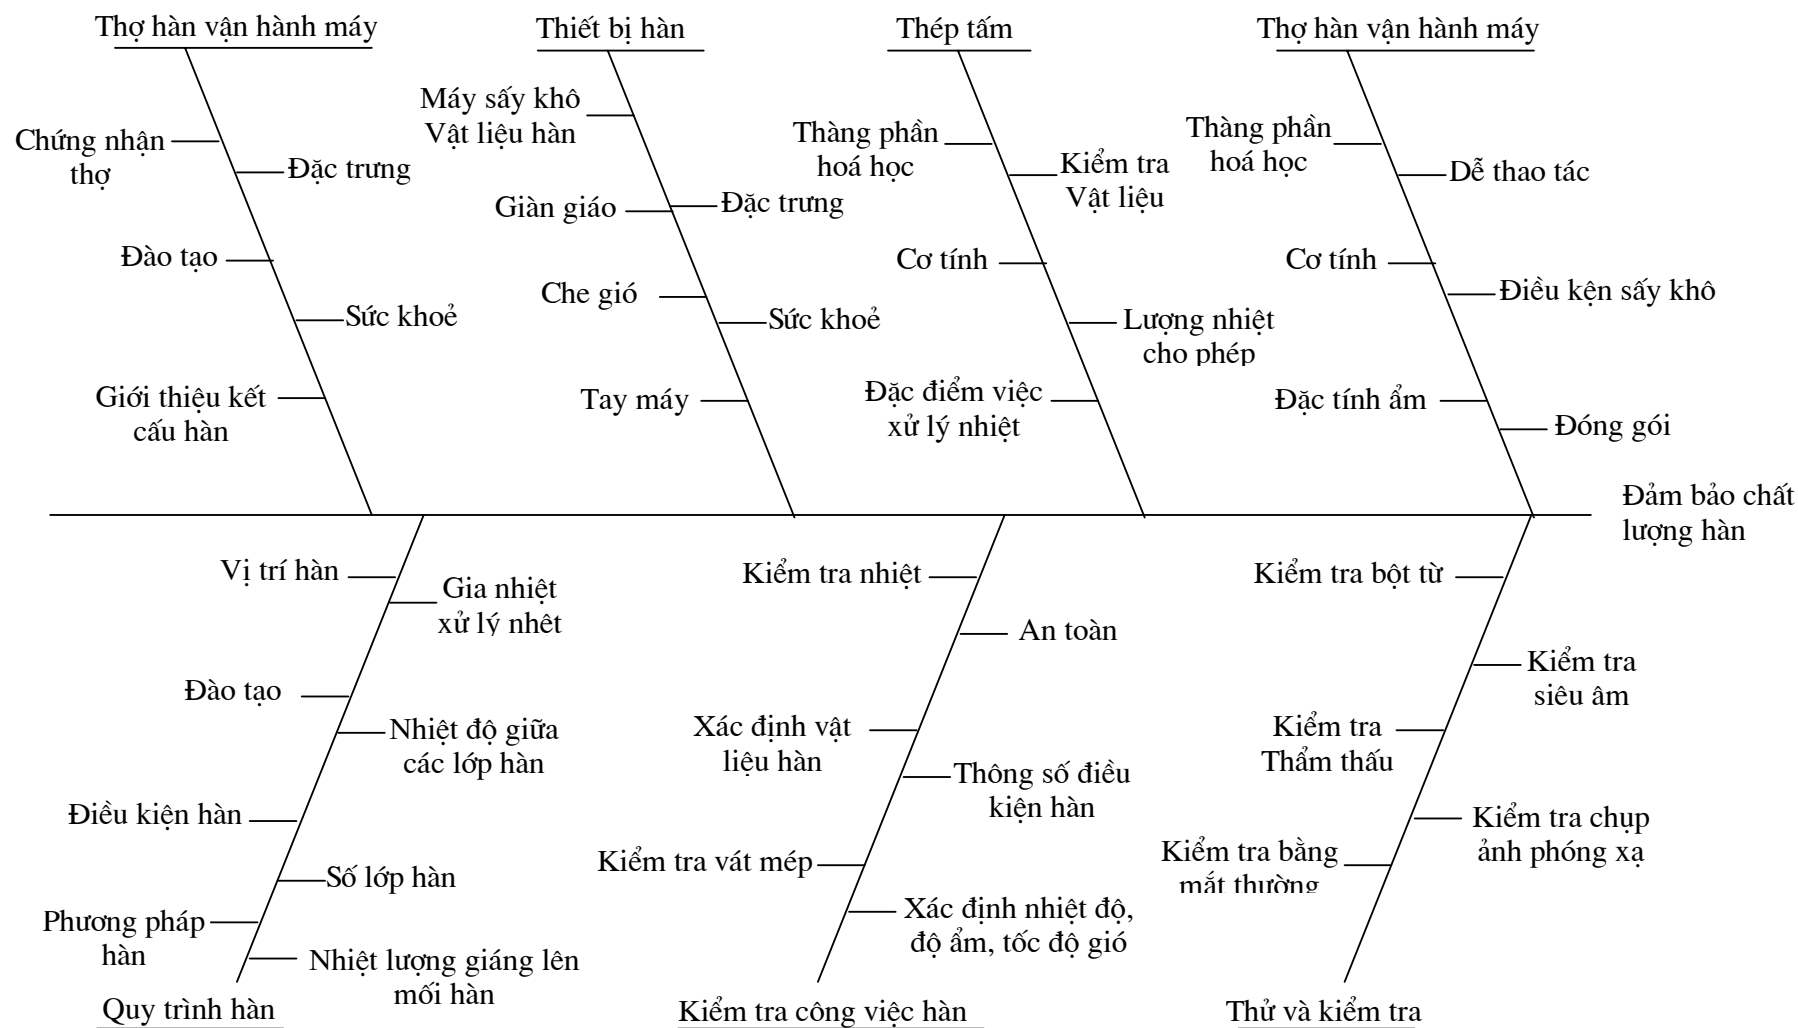 Thợ hàn vận hành máy
Thiết bị hàn
Thép tấm
Thợ hàn vận hành máy
Chứng nhận
thợ
Đặc trưng
Đào tạo
Sức khoẻ
Giới thiệu kết
cấu hàn
Máy sấy khô
Vật liệu hàn
Giàn giáo
Đặc trưng
Che gió
Sức khoẻ
Tay máy
Thàng phần
hoá học
Kiểm tra
Vật liệu
Cơ tính
Lượng nhiệt
cho phép
Đặc điểm việc
xử lý nhiệt
Thàng phần
hoá học
Dễ thao tác
Cơ tính
Điều kện sấy khô
Đặc tính ẩm
Đóng gói
Đảm bảo chất
lượng hàn
Vị trí hàn
Gia nhiệt
xử lý nhêt
Đào tạo
Nhiệt độ giữa
các lớp hàn
Điều kiện hàn
Số lớp hàn
Phương pháp
hàn
Nhiệt lượng giáng lên
mối hàn
Quy trình hàn
Kiểm tra nhiệt
An toàn
Xác định vật
liệu hàn
Thông số điều
kiện hàn
Kiểm tra vát mép
Xác định nhiệt độ,
độ ẩm, tốc độ gió
Kiểm tra công việc hàn
Kiểm tra bột từ
Kiểm tra
siêu âm
Kiểm tra
Thẩm thấu
Kiểm tra chụp
ảnh phóng xạ
Kiểm tra bằng
mắt thường
Thử và kiểm tra